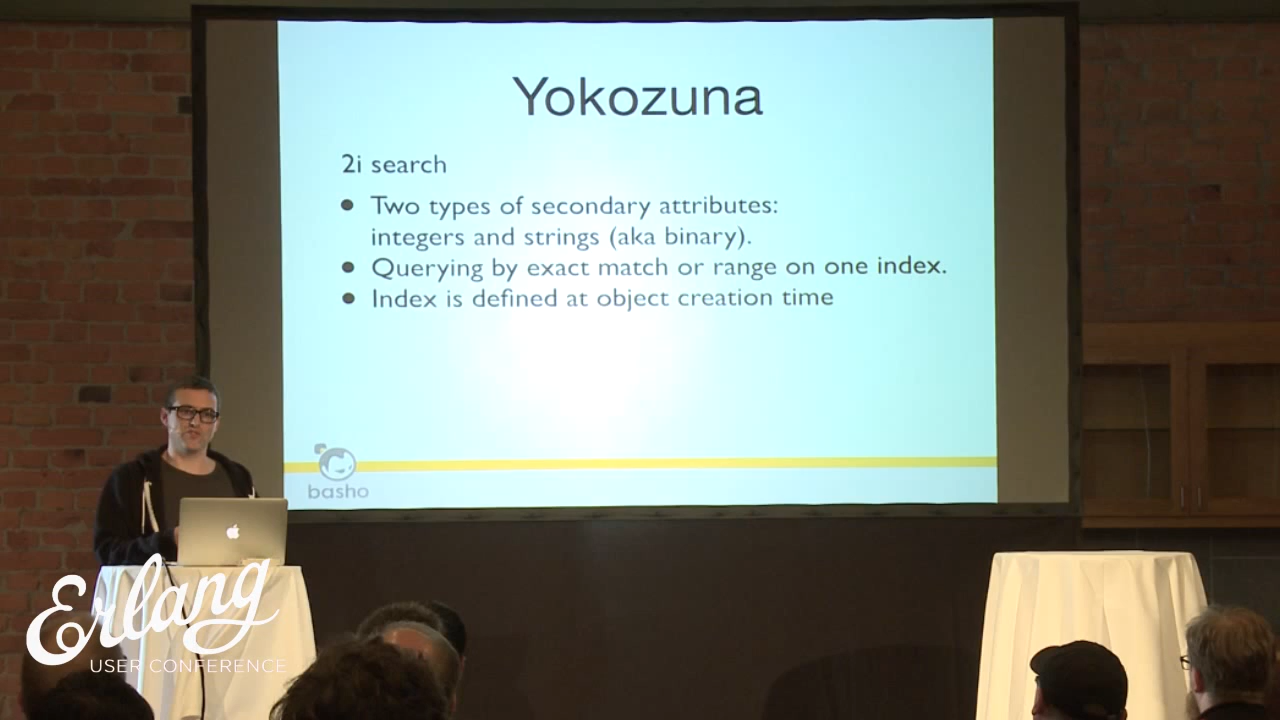 Yokozuna
2i search
Two types of secondary attributes:
integers and strings (aka binary).
Querying by exact match or range on one index.
Index is defined at object creation time
basho
Erlang
USER CONFERENCE